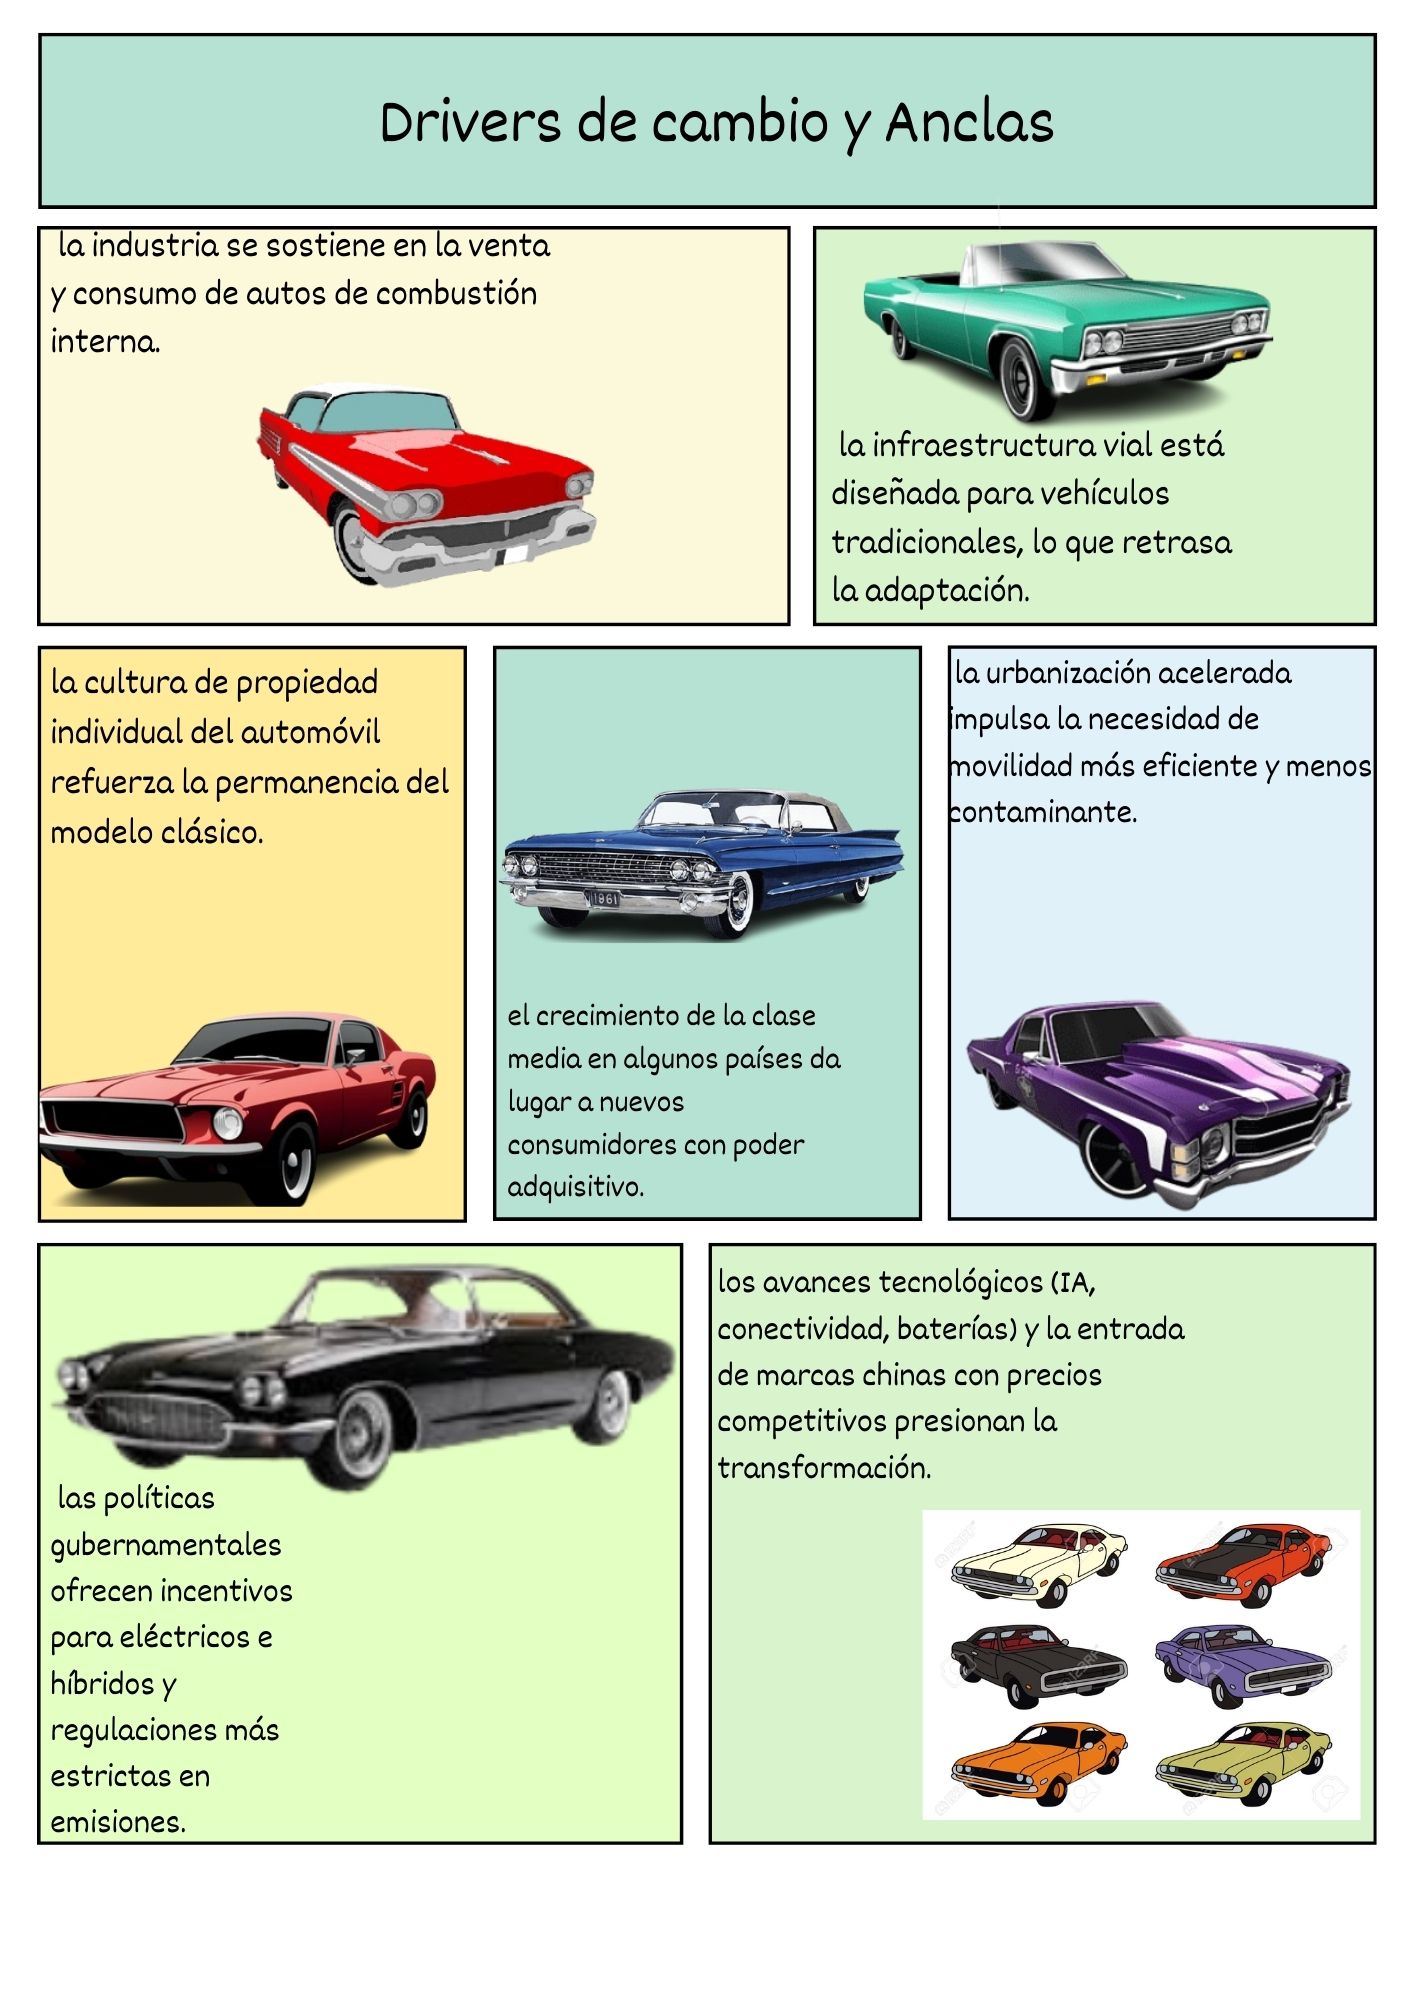 Drivers de cambio y Anclas
la industria se sostiene en la venta
y consumo de autos de combustión
interna.
la infraestructura vial está
diseñada para vehículos
tradicionales, lo que retrasa
la adaptación.
la cultura de propiedad
individual del automóvil
refuerza la permanencia del
modelo clásico.
1961
el crecimiento de la clase
media en algunos países da
lugar a nuevos
consumidores con poder
adquisitivo.
la urbanización acelerada
impulsa la necesidad de
movilidad más eficiente y menos
contaminante.
las políticas
gubernamentales
ofrecen incentivos
para eléctricos e
híbridos y
regulaciones más
estrictas en
emisiones.
los avances tecnológicos (IA,
conectividad, baterías) y la entrada
de marcas chinas con precios
competitivos presionan la
transformación.